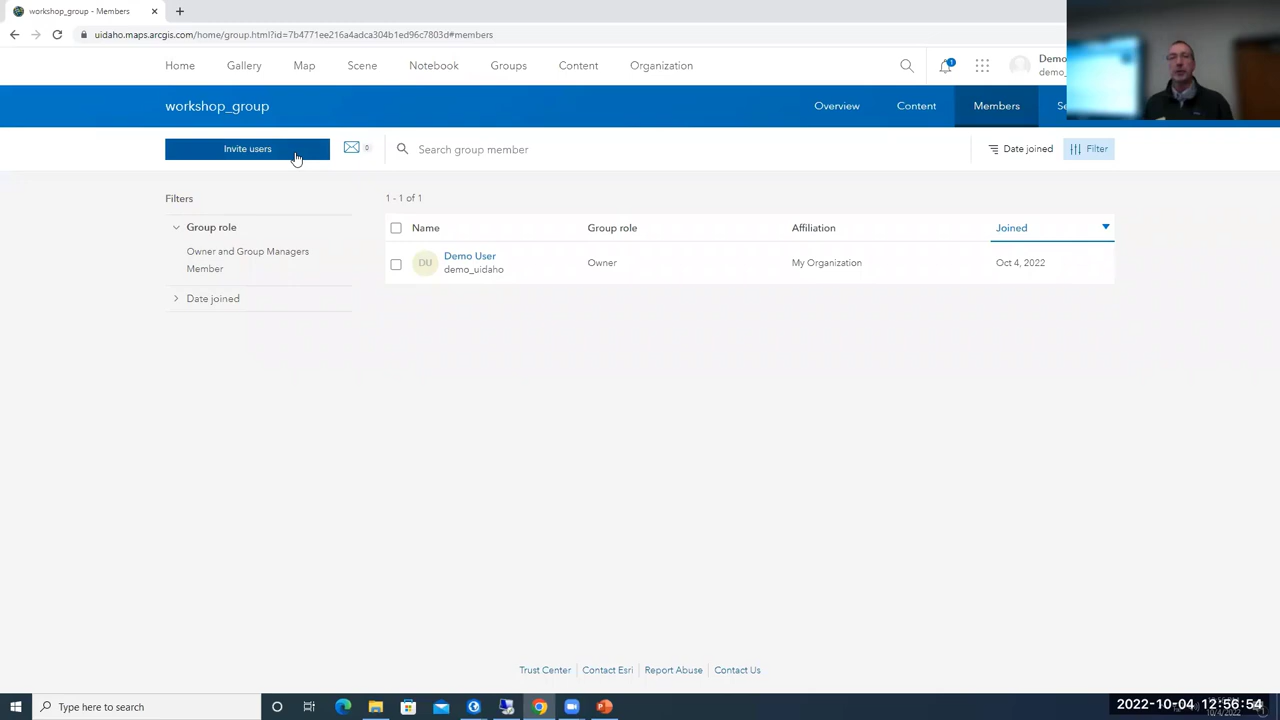 workshop_group - Members
uidaho.maps.arcgis.com/home/group.html?id=7b4771ee216a4adca304b1ed96c7803d#members
Home Gallery Map Scene Notebook Groups Content Organization 1 Demo
demo_
workshop_group Overview Content Members Se
Invite users 0 Search group member Date joined Filter
Filters
Group role
Owner and Group Managers
Member
Date joined
1 - 1 of 1
Name Group role Affiliation Joined
DU Demo User Owner My Organization Oct 4, 2022
demo_uidaho
Trust Center Contact Esri Report Abuse Contact Us
Type here to search
2022-10-04 12:56:54